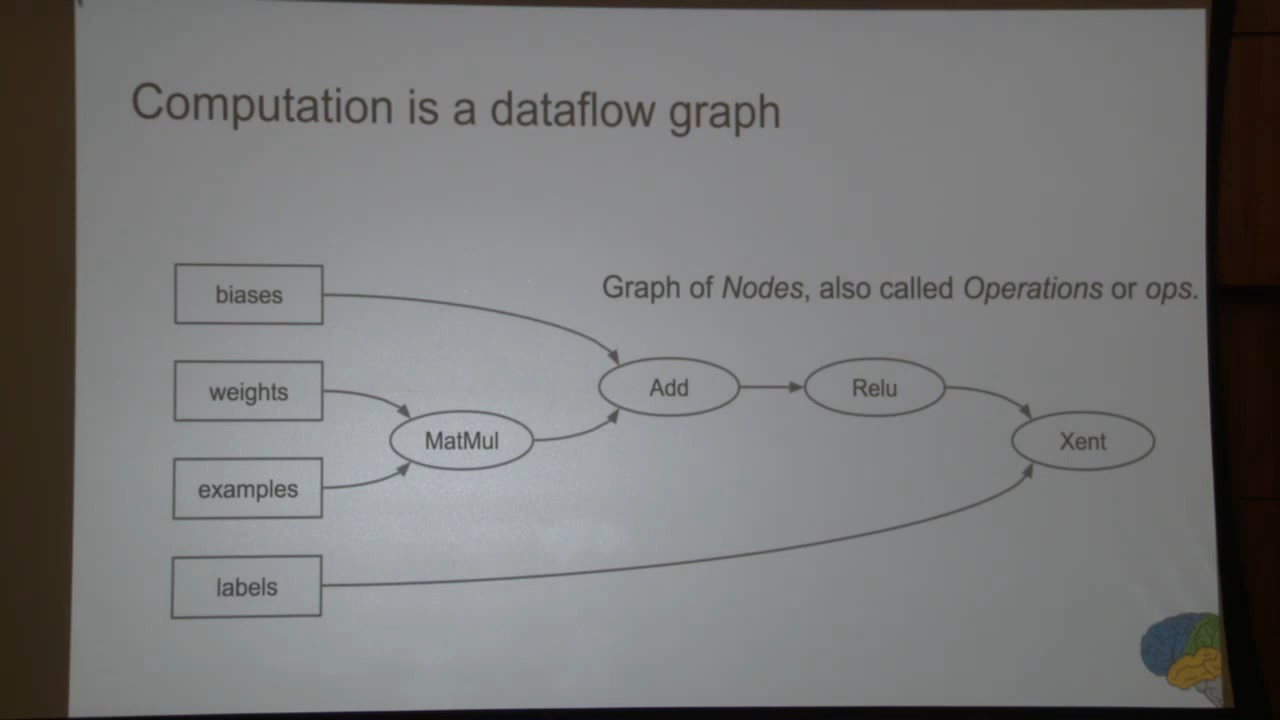 Computation is a dataflow graph
Graph of Nodes, also called Operations or ops.
biases
weights
examples
labels
MatMul
Add
Relu
Xent